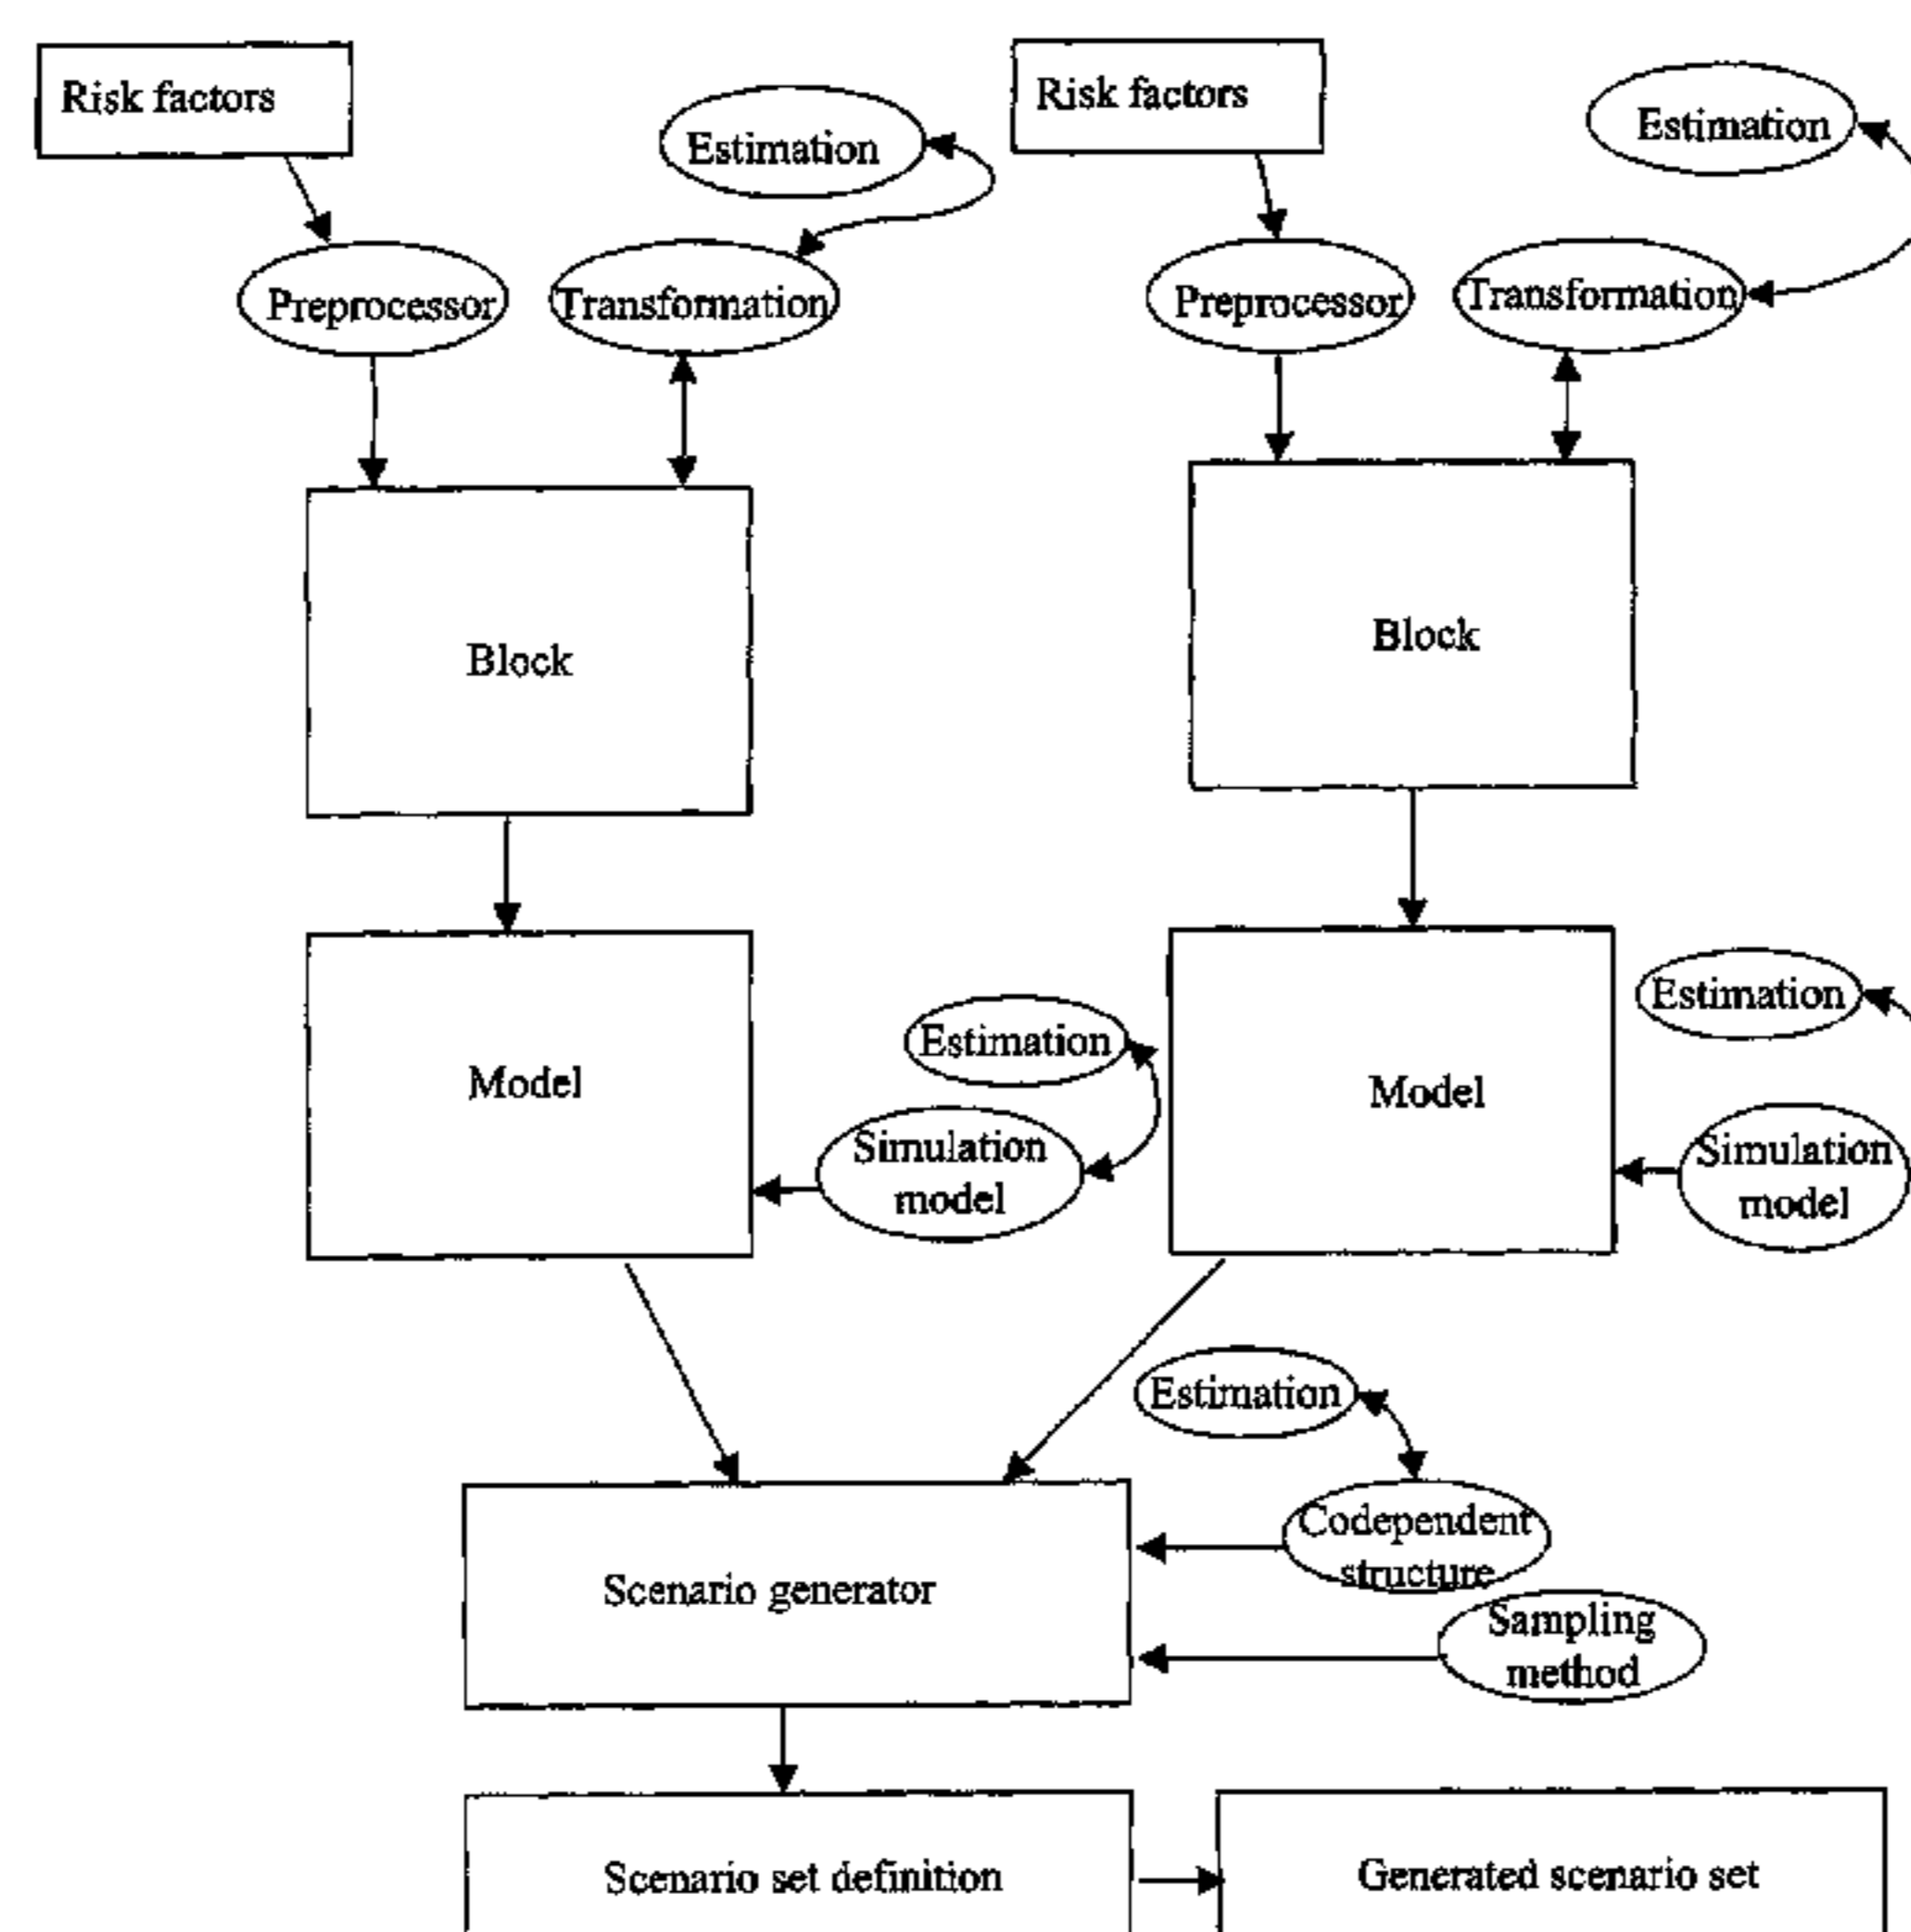 Risk factors
Risk factors
Estimation
Estimation
Preprocessor
Transformation
Preprocessor
Transformation
Block
Block
Model
Estimation
Simulation
model
Model
Estimation
Simulation
model
Estimation
Codependent
structure
Scenario generator
Sampling
method
Scenario set definition
Generated scenario set